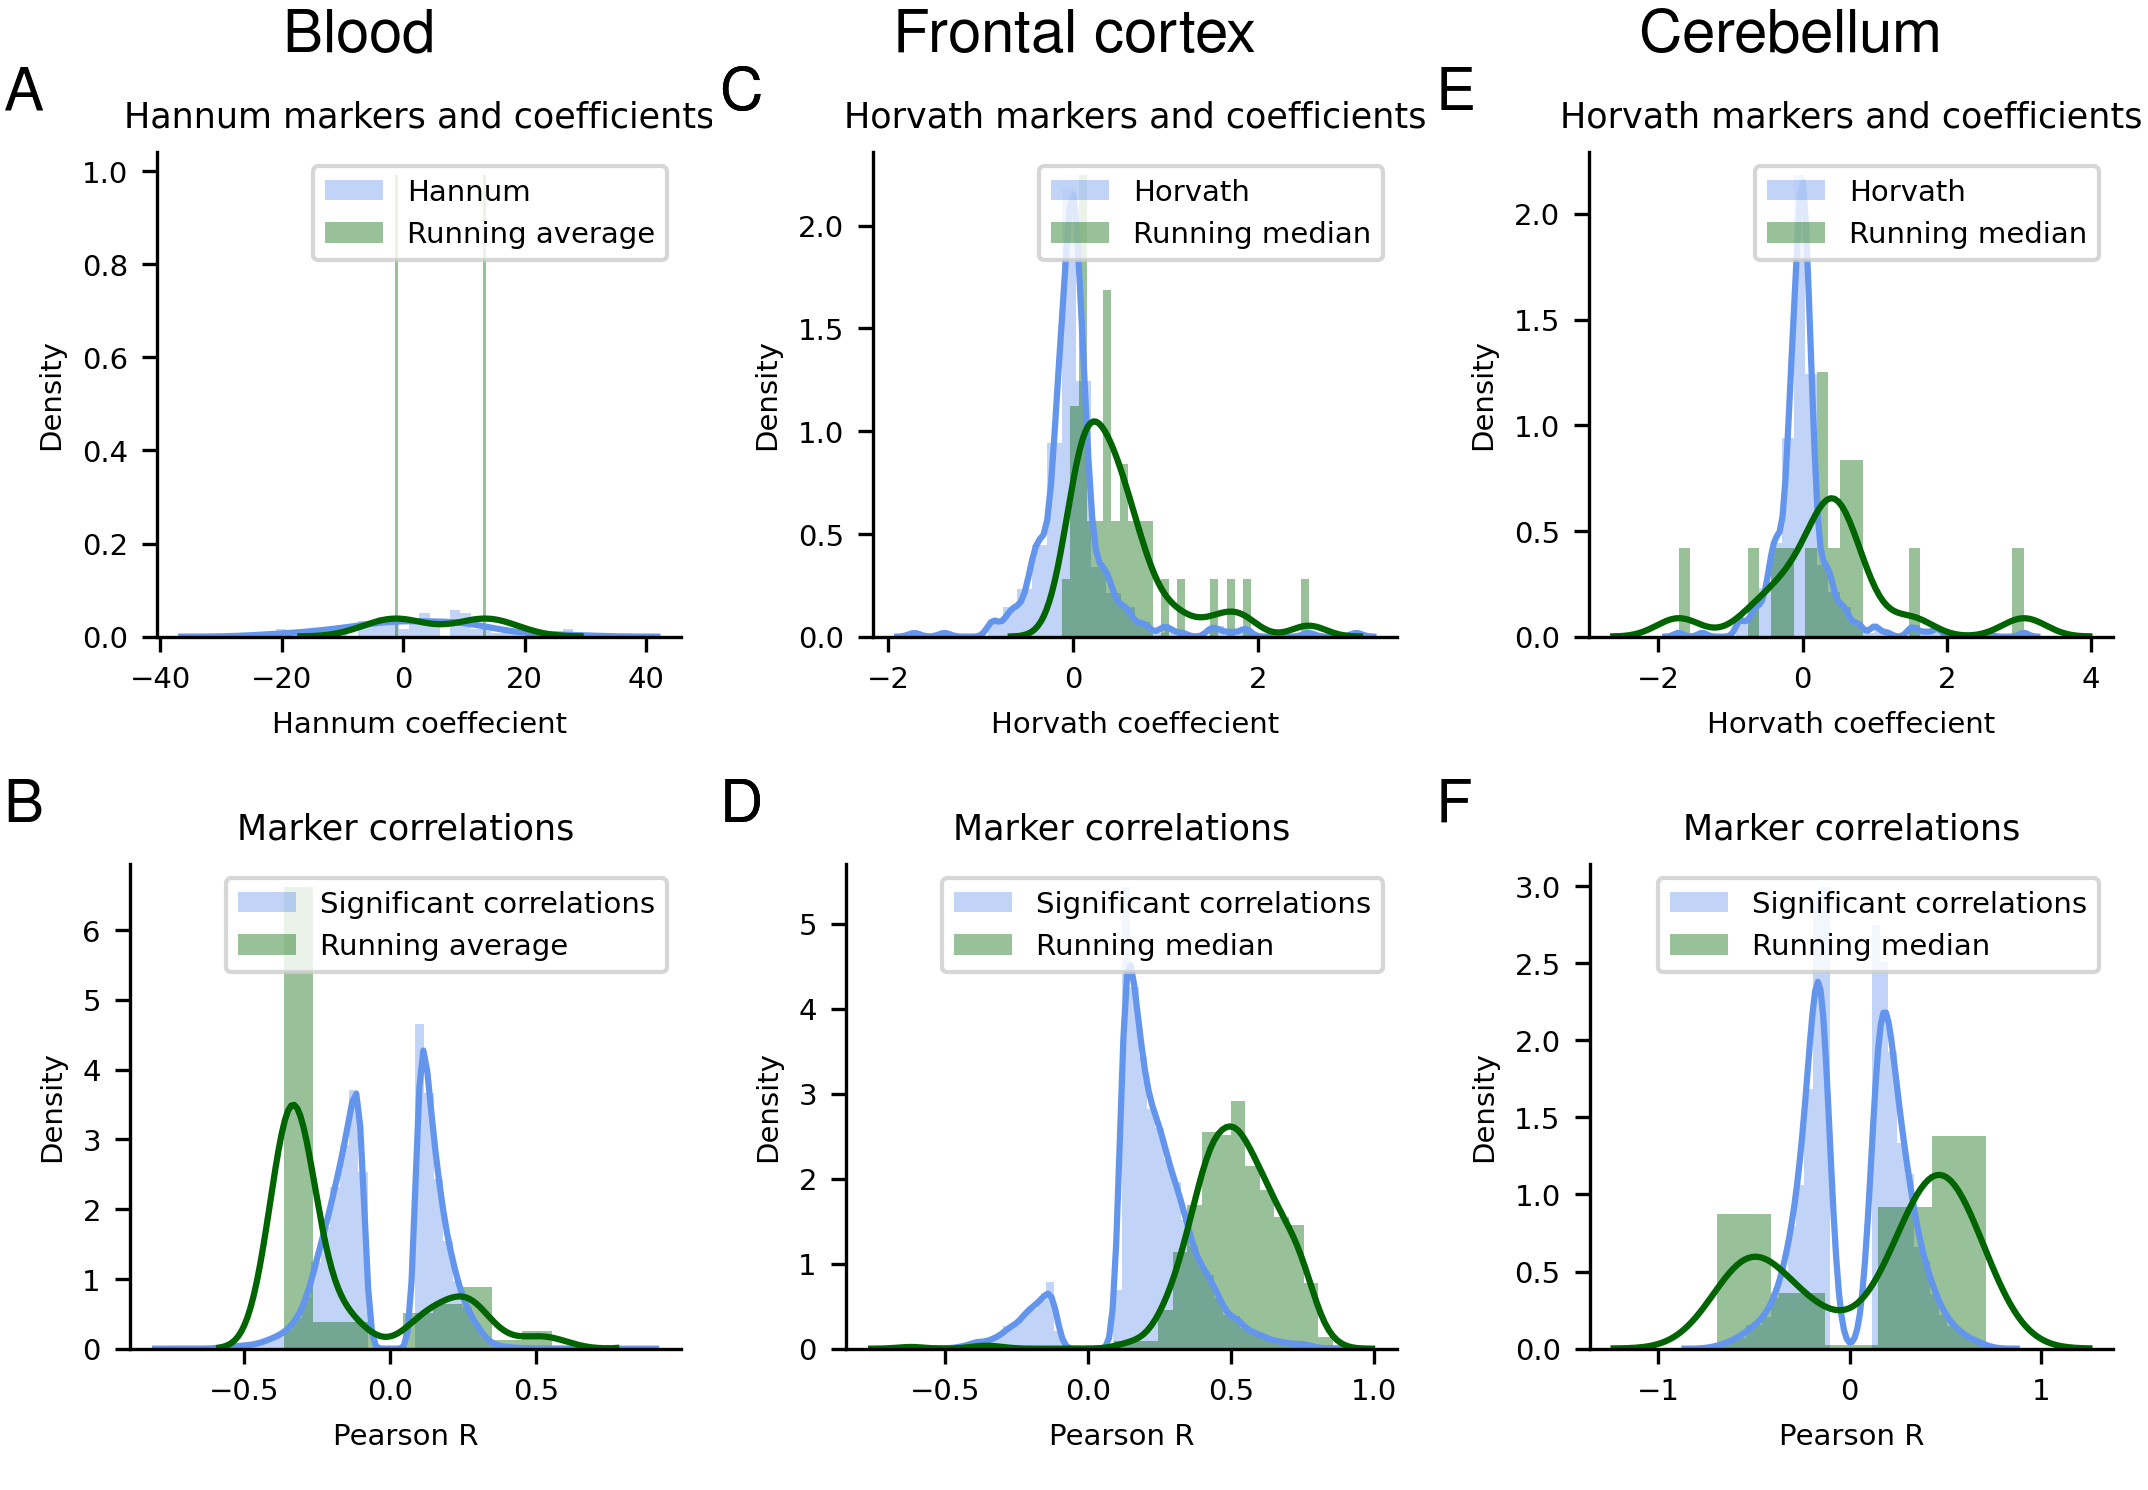 Blood
Frontal cortex
Cerebellum
A
Hannum markers and coefficients
1.0
0.8
0.6
0.4
0.2
0.0
Density
Hannum
Running average
−40
−20
0
20
40
Hannum coeffecient
C
Horvath markers and coefficients
2.0
1.5
1.0
0.5
0.0
Density
Horvath
Running median
−2
0
2
Horvath coeffecient
E
Horvath markers and coefficients
2.0
1.5
1.0
0.5
0.0
Density
Horvath
Running median
−2
0
2
4
Horvath coeffecient
B
Marker correlations
6
5
4
3
2
1
0
Density
Significant correlations
Running average
−0.5
0.0
0.5
Pearson R
D
Marker correlations
5
4
3
2
1
0
Density
Significant correlations
Running median
−0.5
0.0
0.5
1.0
Pearson R
F
Marker correlations
3.0
2.5
2.0
1.5
1.0
0.5
0.0
Density
Significant correlations
Running median
−1
0
1
Pearson R